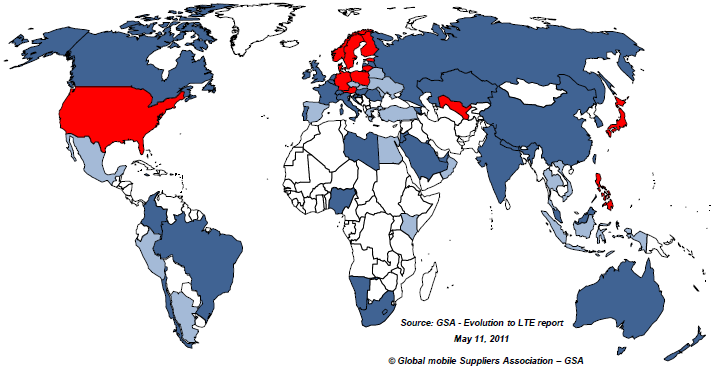 Source: GSA - Evolution to LTE report
May 11, 2011
© Global mobile Suppliers Association – GSA